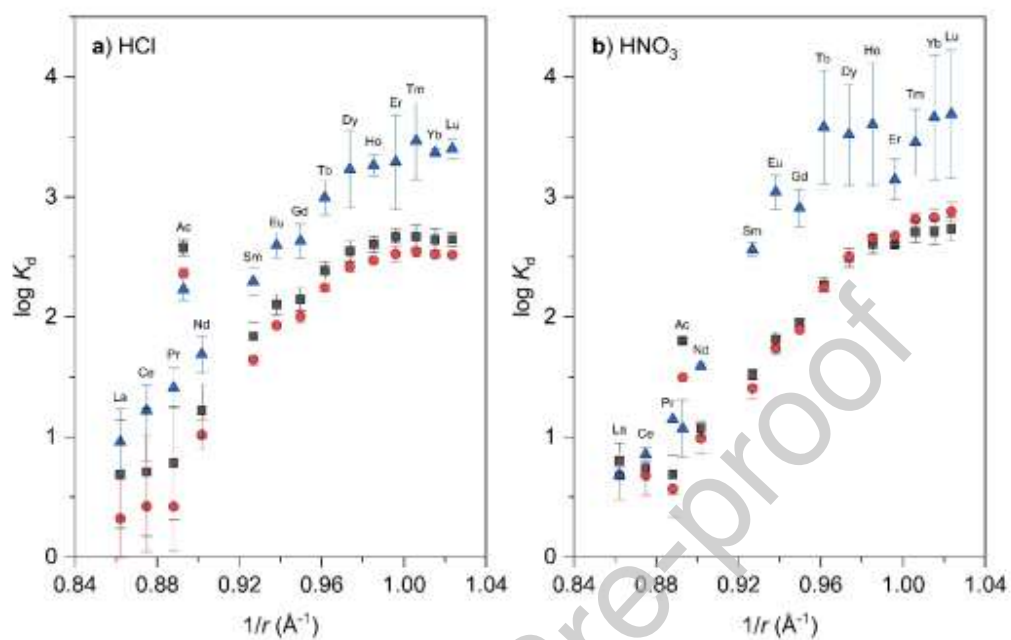 a) HCl
b) HNO3
4
3
2
1
0
log Kd
La
Ce
Pr
Ac
Nd
Sm
Eu
Gd
Tb
Dy
Ho
Er
Tm
Yb
Lu
0.84 0.88 0.92 0.96 1.00 1.04
1/r (Å-1)
4
3
2
1
0
log Kd
La
Ce
Pr
Ac
Nd
Sm
Eu
Gd
Tb
Dy
Ho
Er
Tm
Yb
Lu
0.84 0.88 0.92 0.96 1.00 1.04
1/r (Å-1)
re-proof